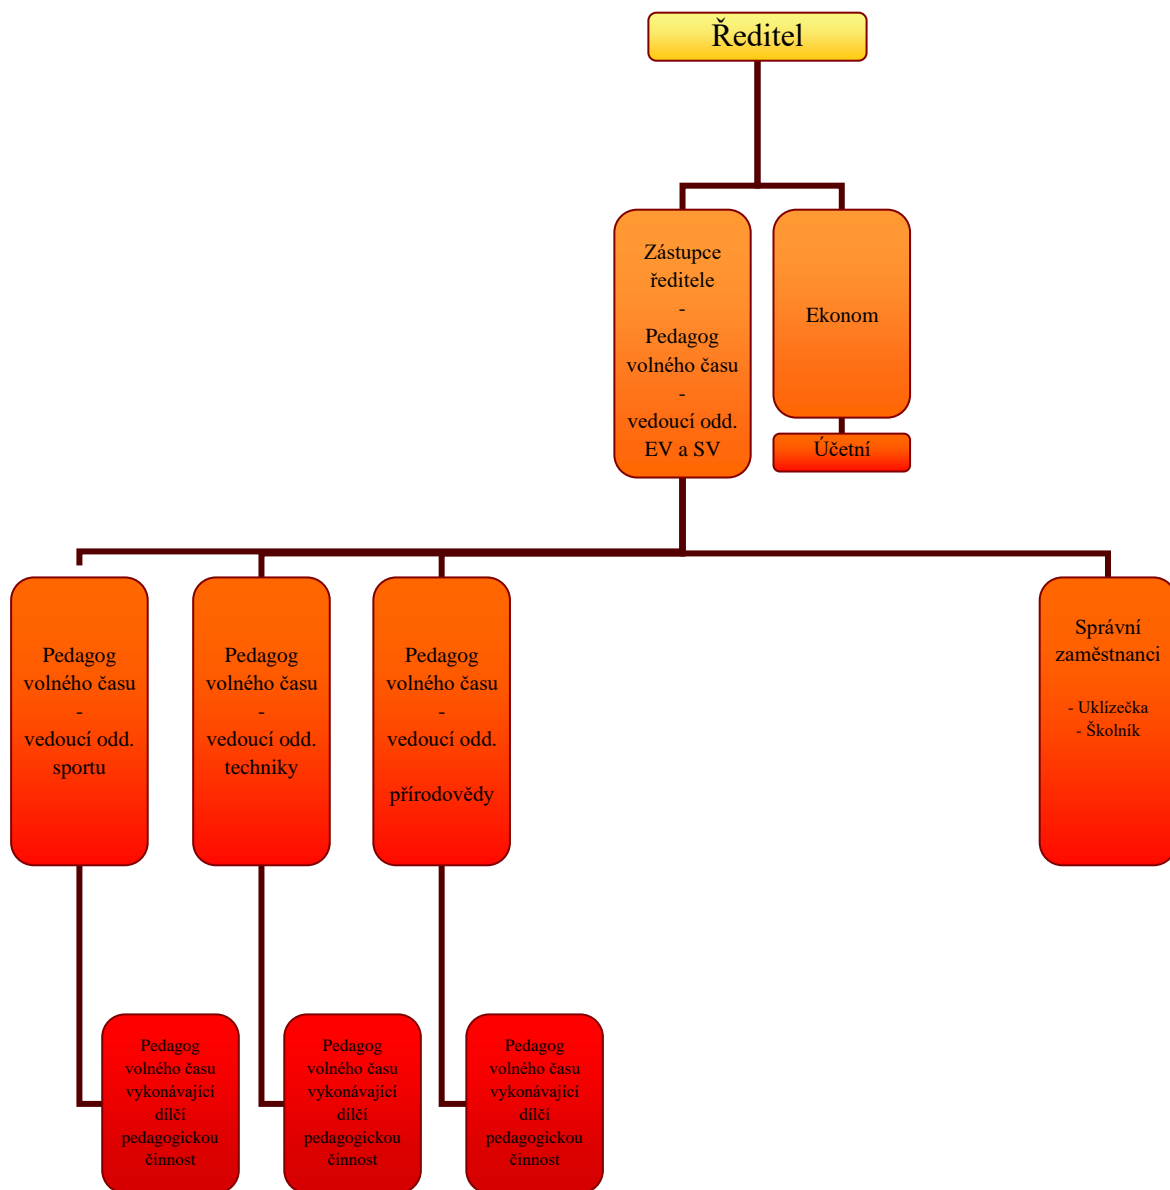 Ředitel
Zástupce
ředitele
-
Pedagog
volného času
-
vedoucí odd.
EV a SV
Ekonom
Účetní
Pedagog
volného času
-
vedoucí odd.
sportu
Pedagog
volného času
-
vedoucí odd.
techniky
Pedagog
volného času
-
vedoucí odd.
přírodovědy
Správní
zaměstnanci
- Uklízečka
- Školník
Pedagog
volného času
vykonávající
dílčí
pedagogickou
činnost
Pedagog
volného času
vykonávající
dílčí
pedagogickou
činnost
Pedagog
volného času
vykonávající
dílčí
pedagogickou
činnost